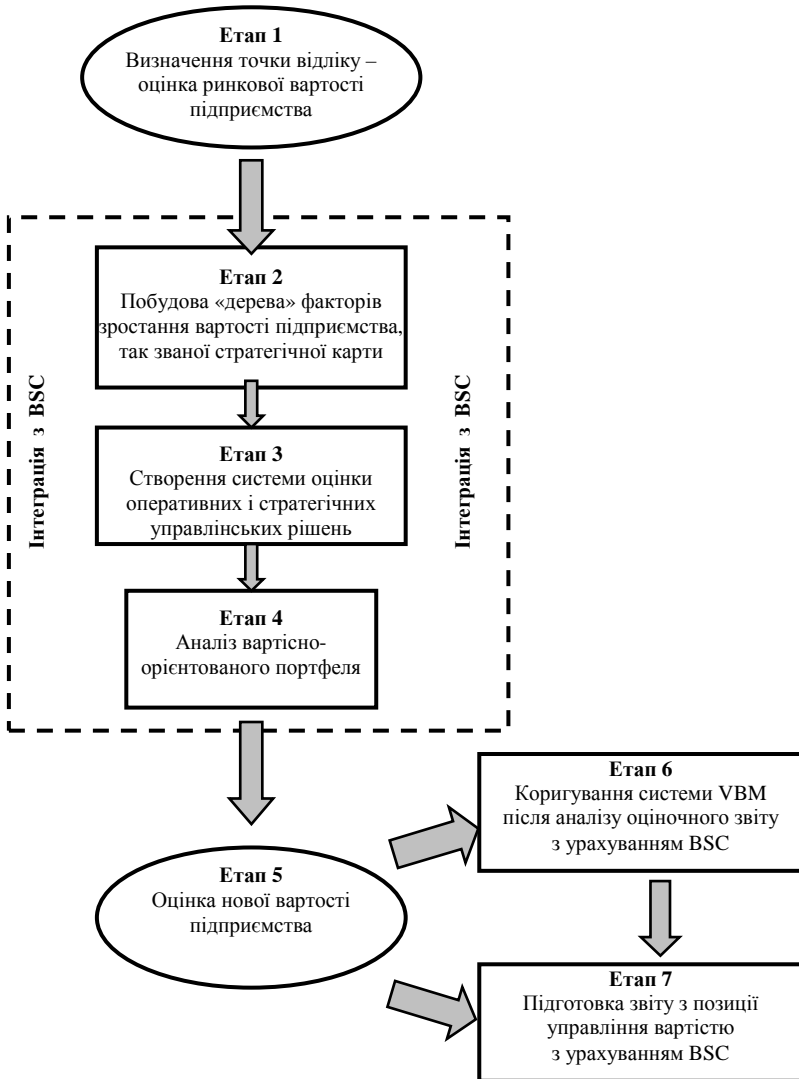 Етап 1
Визначення точки відліку –
оцінка ринкової вартості
підприємства
Інтеграція з BSC
Етап 2
Побудова «дерева» факторів
зростання вартості підприємства,
так званої стратегічної карти
Етап 3
Створення системи оцінки
оперативних і стратегічних
управлінських рішень
Етап 4
Аналіз вартісно-
орієнтованого портфеля
Інтеграція з BSC
Етап 5
Оцінка нової вартості
підприємства
Етап 6
Коригування системи VBM
після аналізу оціночного звіту
з урахуванням BSC
Етап 7
Підготовка звіту з позиції
управління вартістю
з урахуванням BSC